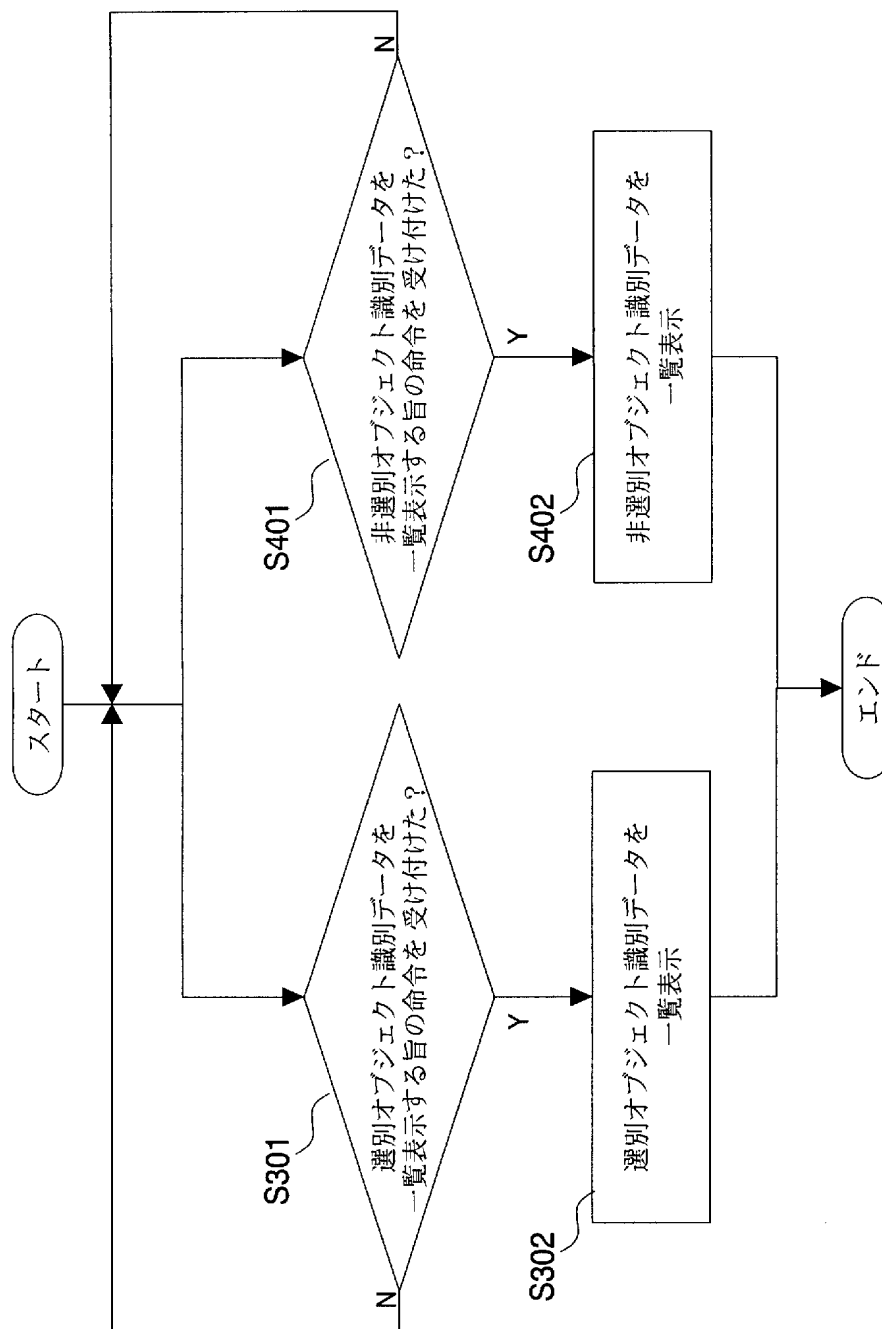 スタート
S301
選別オブジェクト識別データを
一覧表示する旨の命令を受け付けた?
N
Y
S302
選別オブジェクト識別データを
一覧表示
S401
非選別オブジェクト識別データを
一覧表示する旨の命令を受け付けた?
N
Y
S402
非選別オブジェクト識別データを
一覧表示
エンド